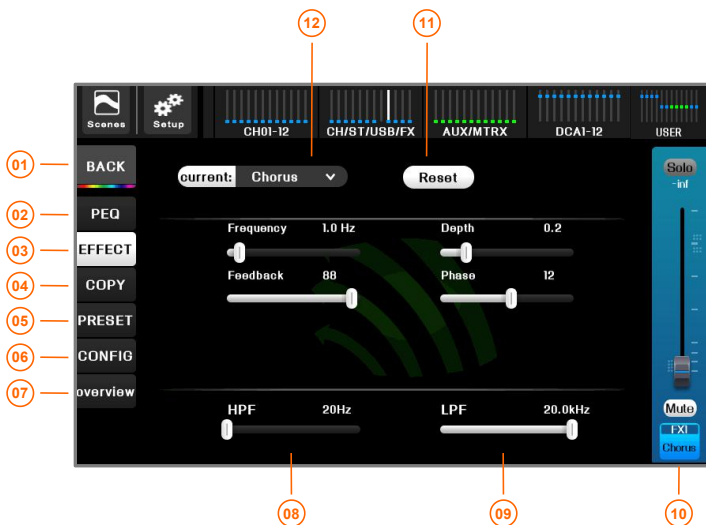 12
11
Scenes
Setup
CH01-12
CH/ST/USB/FX
AUX/MTRX
DCA1-12
USER
01
BACK
current:
Chorus
Reset
Solo
-inf
02
PEQ
Frequency
1.0 Hz
Depth
0.2
03
EFFECT
Feedback
88
Phase
12
04
COPY
05
PRESET
06
CONFIG
07
overview
HPF
20Hz
LPF
20.0kHz
Mute
FX1
Chorus
08
09
10